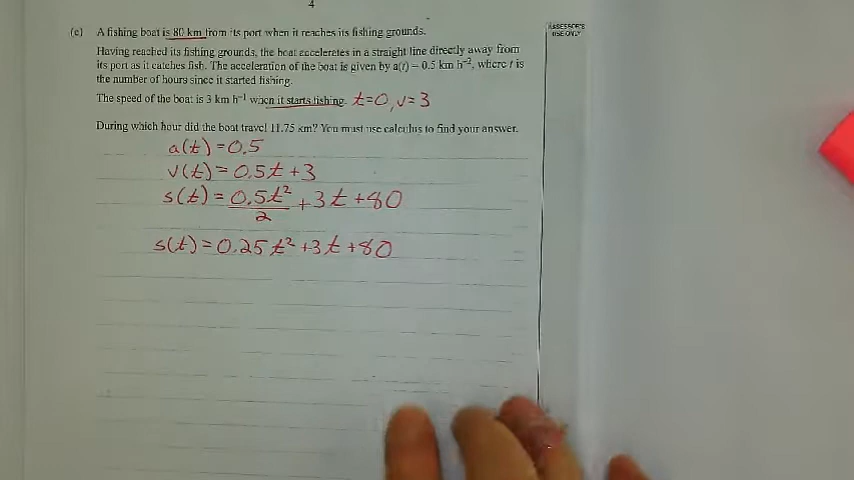 4
ASSESSOR'S
USE ONLY
(c) A fishing boat is 80 km from its port when it reaches its fishing grounds.
Having reached its fishing grounds, the boat accelerates in a straight line directly away from
its port as it catches fish. The acceleration of the boat is given by a(t) = 0.5 km h⁻², where t is
the number of hours since it started fishing.
The speed of the boat is 3 km h⁻¹ when it starts fishing. t=0, v=3
During which hour did the boat travel 11.75 km? You must use calculus to find your answer.
a(t) = 0.5
v(t) = 0.5t + 3
s(t) = 0.5t²/2 + 3t + 80
s(t) = 0.25t² + 3t + 80